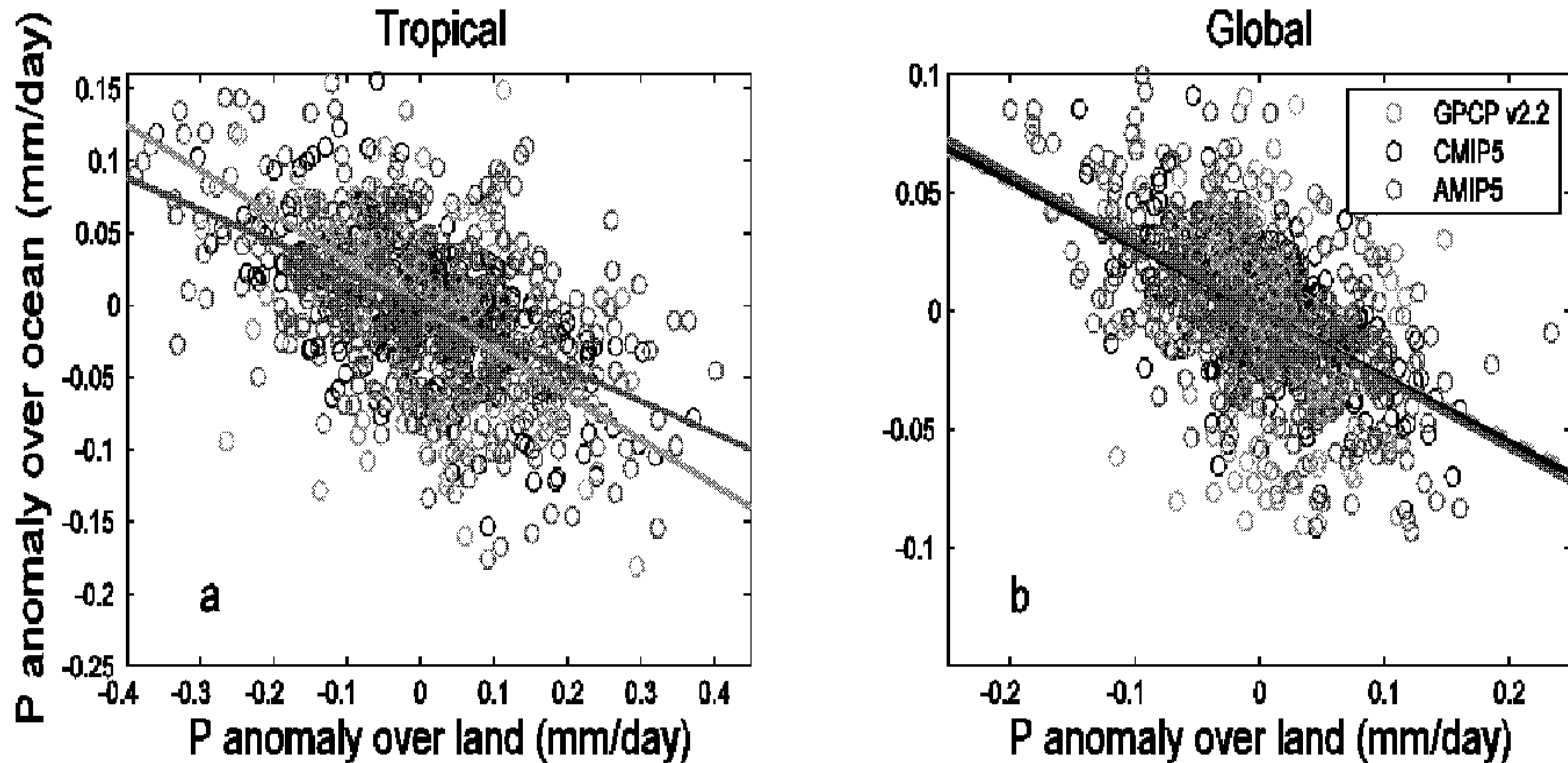 Tropical
P anomaly over ocean (mm/day)
0.15
0.1
0.05
0
-0.05
-0.1
-0.15
-0.2
-0.25
-0.4 -0.3 -0.2 -0.1 0 0.1 0.2 0.3 0.4
a
P anomaly over land (mm/day)
Global
0.1
0.05
0
-0.05
-0.1
-0.2 -0.1 0 0.1 0.2
GPCP v2.2
CMIP5
AMIP5
b
P anomaly over land (mm/day)